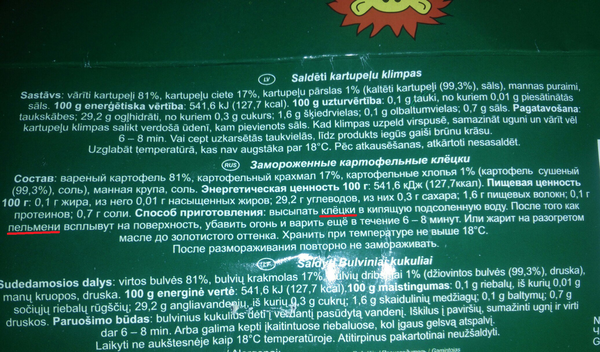 LV Saldēti kartupeļu klimpas
Sastāvs: vārīti kartupeļi 81%, kartupeļu ciete 17%, kartupeļu pārslas 1% (kaltēti kartupeļi (99,3%), sāls), mannas puraimi,
sāls. 100 g enerģētiska vērtība: 541,6 kJ (127,7 kcal). 100 g uzturvērtība: 0,1 g tauki, no kuriem 0,01 g piesātinātās
taukskābes; 29,2 g ogļhidrāti, no kuriem 0,3 g cukurs; 1,6 g šķiedrvielas; 0,1 g olbaltumvielas, 0,7 g sāls. Pagatavošana:
kartupeļu klimpas salikt verdošā ūdenī, kam pievienots sāls. Kad klimpas uzpeld virspusē, samazināt uguni un vārīt vēl
6 – 8 min. Vai cept uzkarsētās taukvielās, līdz produkts iegūs gaiši brūnu krāsu.
Uzglabāt temperatūrā, kas nav augstāka par 18°C. Pēc atkausēšanas, atkārtoti nesasaldēt.
RUS Замороженные картофельные клёцки
Состав: вареный картофель 81%, картофельный крахмал 17%, картофельные хлопья 1% (картофель сушеный
(99,3%), соль), манная крупа, соль. Энергетическая ценность 100 г: 541,6 кДж (127,7ккал). Пищевая ценность
100 г: 0,1 г жира, из него 0,01 г насыщенных жиров; 29,2 г углеводов, из них 0,3 г сахара; 1,6 г пищевых волокон; 0,1 г
протеинов; 0,7 г соли. Способ приготовления: высыпать клёцки в кипящую подсоленную воду. После того как
пельмени всплывут на поверхность, убавить огонь и варить ещё в течение 6 – 8 минут. Или жарить на разогретом
масле до золотистого оттенка. Хранить при температуре не выше 18°C.
После размораживания повторно не замораживать.
Saldyti Bulviniai kukuliai
Sudedamosios dalys: virtos bulvės 81%, bulvių krakmolas 17%, bulvių dribsniai 1% (džiovintos bulvės (99,3%), druska),
manų kruopos, druska. 100 g energinė vertė: 541,6 kJ (127,7 kcal). 100 g maistingumas: 0,1 g riebalų, iš kurių 0,01 g
sočiųjų riebalų rūgščių; 29,2 g angliavandenių, iš kurių 0,3 g cukrų; 1,6 g skaidulinių medžiagų; 0,1 g baltymų; 0,7 g
druskos. Paruošimo būdas: bulvinius kukulius dėti į verdantį pasūdytą vandenį. Iškilus į paviršių, sumažinti ugnį ir virti
dar 6 – 8 min. Arba galima kepti įkaitintuose riebaluose, kol įgaus gelsvą atspalvį.
Laikyti ne aukštesnėje kaip 18°C temperatūroje. Atitirpinus pakartotinai neužšaldyti.